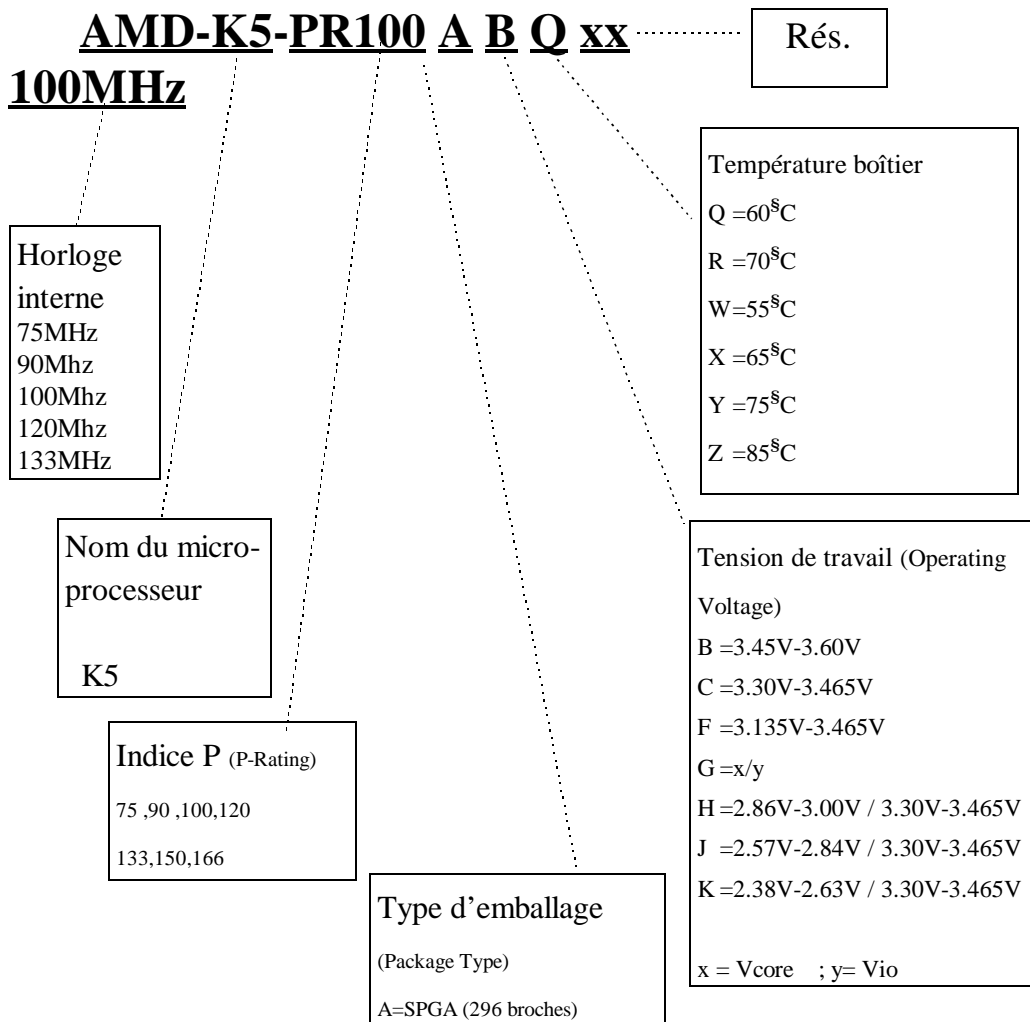 AMD-K5-PR100 A B Q xx
100MHz
Rés.
Température boîtier
Q =60§C
R =70§C
W=55§C
X =65§C
Y =75§C
Z =85§C
Horloge
interne
75MHz
90Mhz
100Mhz
120Mhz
133MHz
Nom du micro-
processeur
K5
Tension de travail (Operating
Voltage)
B =3.45V-3.60V
C =3.30V-3.465V
F =3.135V-3.465V
G =x/y
H =2.86V-3.00V / 3.30V-3.465V
J =2.57V-2.84V / 3.30V-3.465V
K =2.38V-2.63V / 3.30V-3.465V
x = Vcore ; y= Vio
Indice P (P-Rating)
75 ,90 ,100,120
133,150,166
Type d’emballage
(Package Type)
A=SPGA (296 broches)